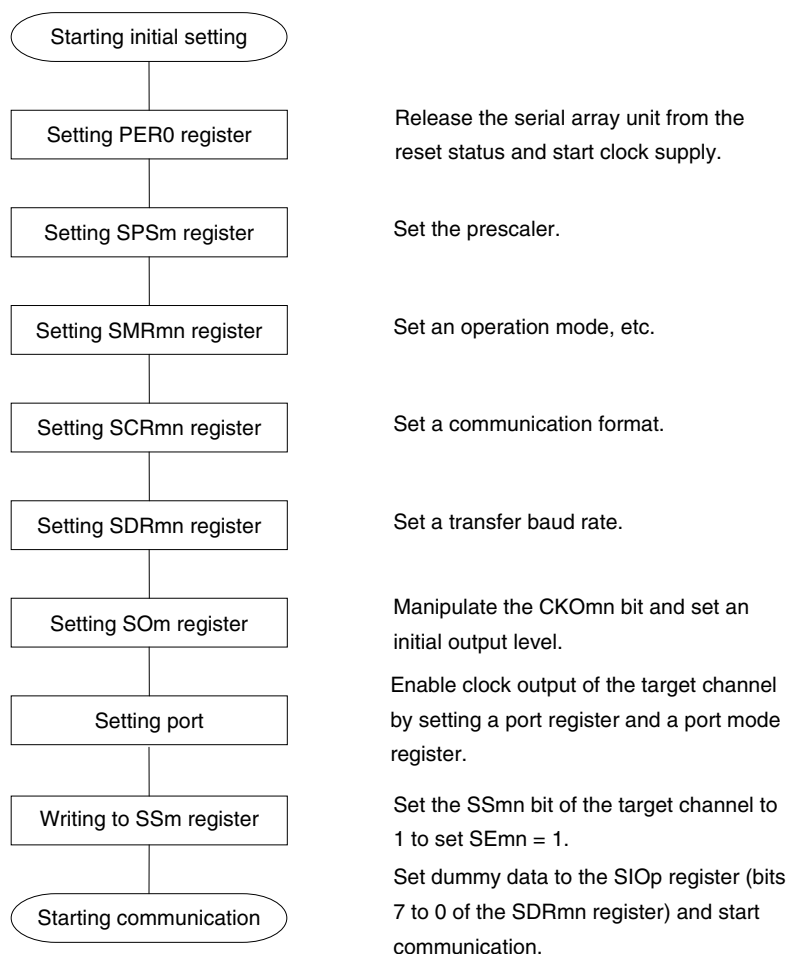 Starting initial setting
Setting PER0 register
Release the serial array unit from the
reset status and start clock supply.
Setting SPSm register
Set the prescaler.
Setting SMRmn register
Set an operation mode, etc.
Setting SCRmn register
Set a communication format.
Setting SDRmn register
Set a transfer baud rate.
Setting SOm register
Manipulate the CKOmn bit and set an
initial output level.
Setting port
Enable clock output of the target channel
by setting a port register and a port mode
register.
Writing to SSm register
Set the SSmn bit of the target channel to
1 to set SEmn = 1.
Starting communication
Set dummy data to the SIOp register (bits
7 to 0 of the SDRmn register) and start
communication.